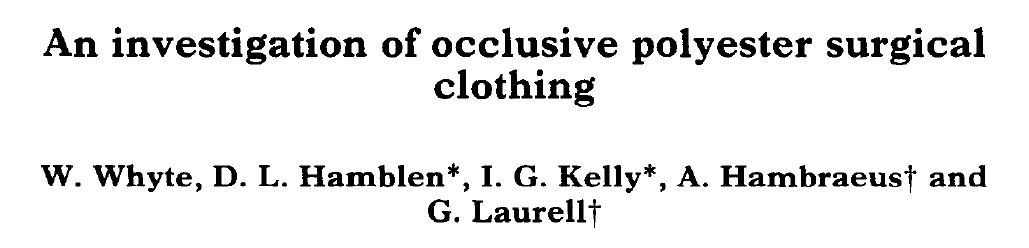 An investigation of occlusive polyester surgical
clothing
W. Whyte, D. L. Hamblen*, I. G. Kelly*, A. Hambraeus† and
G. Laurell†